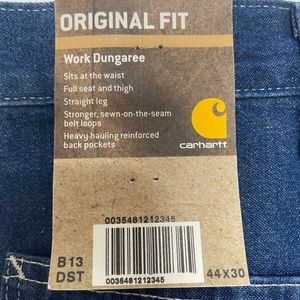 ORIGINAL FIT
Work Dungaree
Sits at the waist
Full seat and thigh
Straight leg
Stronger, sewn-on-the-seam
belt loops
Heavy hauling reinforced
back pockets
carhartt
0035481212345
B13
DST
0035481212345
44X30